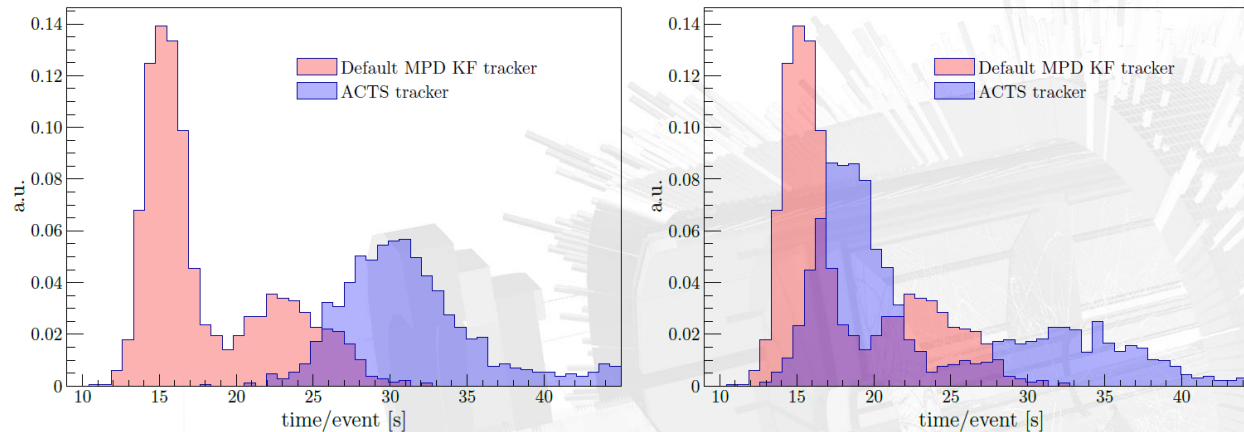 0.14
0.12
0.10
0.08
0.06
0.04
0.02
0
a.u.
Default MPD KF tracker
ACTS tracker
10 15 20 25 30 35 40
time/event [s]
0.14
0.12
0.10
0.08
0.06
0.04
0.02
0
a.u.
Default MPD KF tracker
ACTS tracker
10 15 20 25 30 35 40
time/event [s]